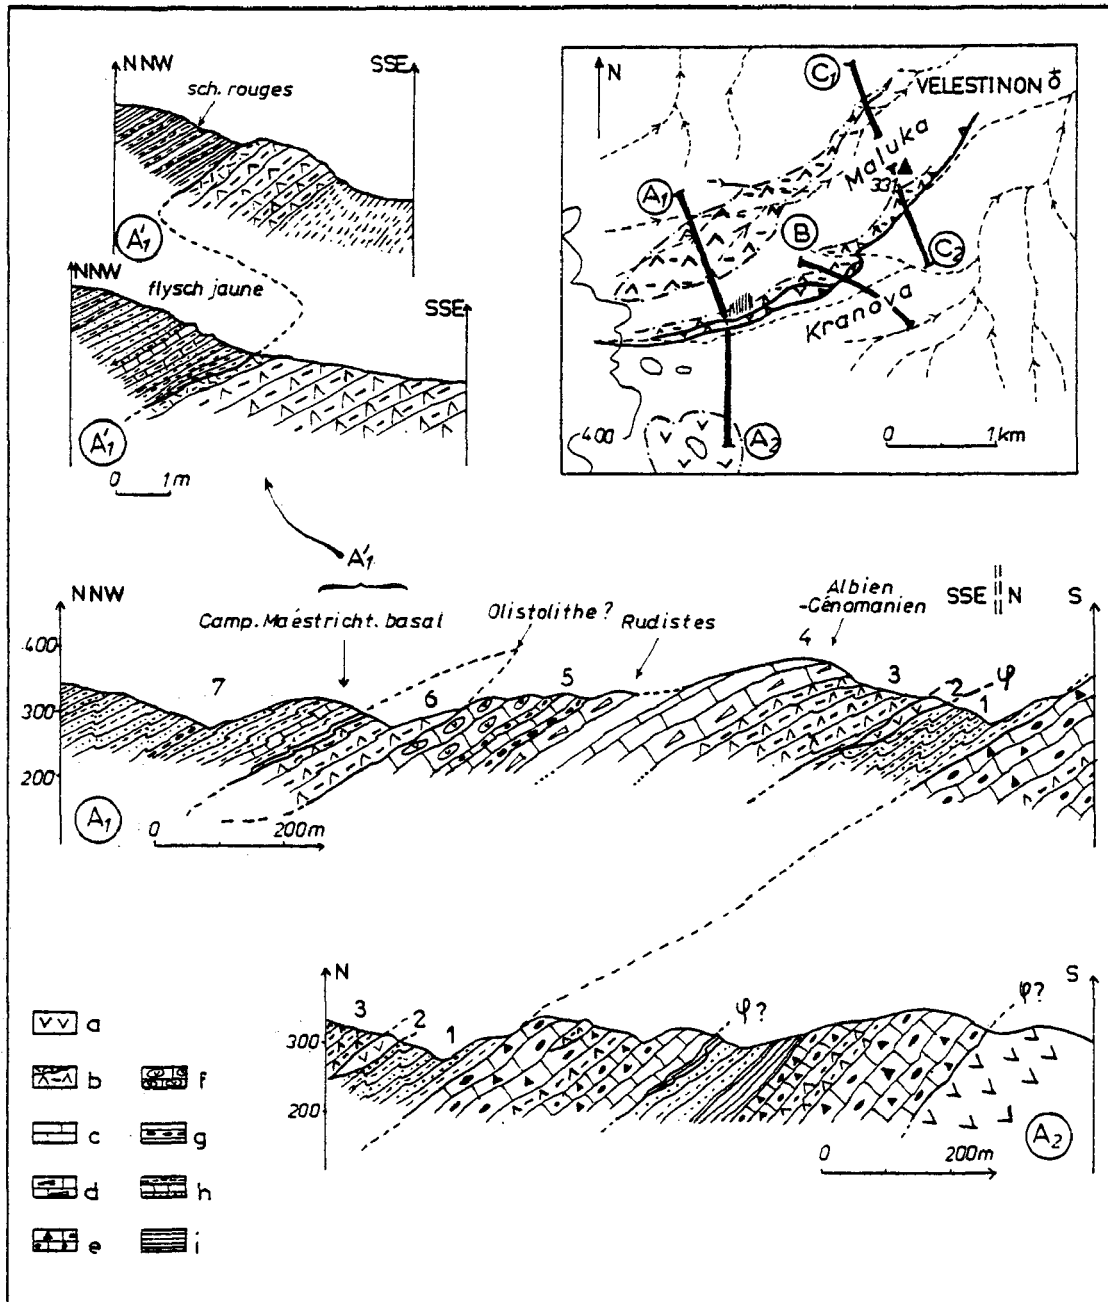 NNW SSE
sch. rouges
A'1
NNW
flysch jaune
SSE
A'1
0 1m
N
C1
VELESTINON
Maluka
331
A1
B
C2
Kranova
400
A2
0 1km
A'1
NNW
Camp. Maéstricht. basal
Olistolithe?
Rudistes
Albien
-Cénomanien
SSE N
S
400
300
200
7
6
5
4
3
2
φ
1
A1
0 200m
N
S
3
2
1
φ?
φ?
300
200
A2
0 200m
a
b
c
d
e
f
g
h
i